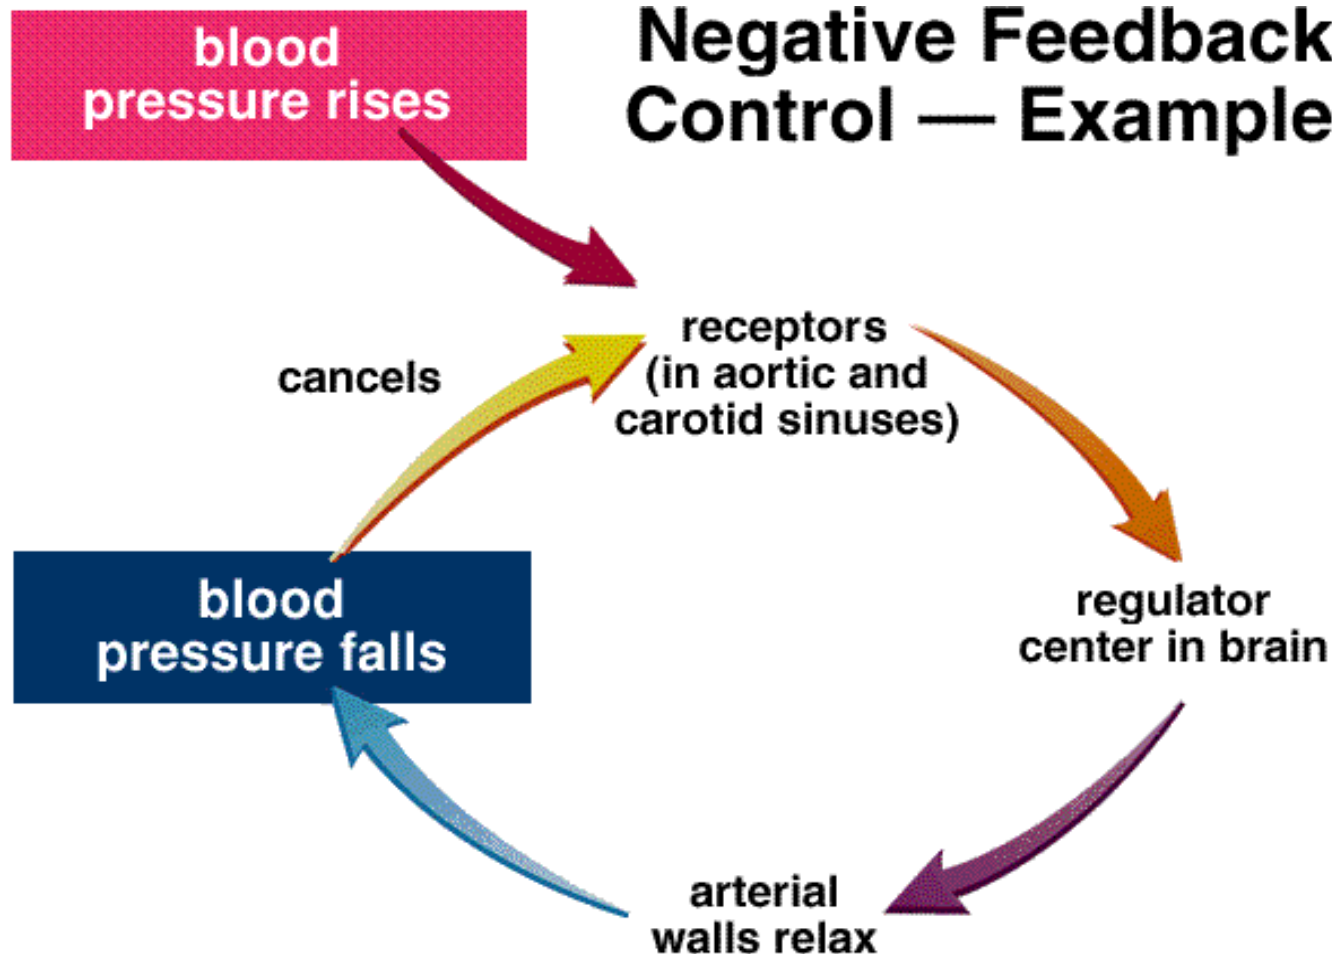 blood
pressure rises
Negative Feedback
Control — Example
receptors
(in aortic and
carotid sinuses)
cancels
regulator
center in brain
blood
pressure falls
arterial
walls relax